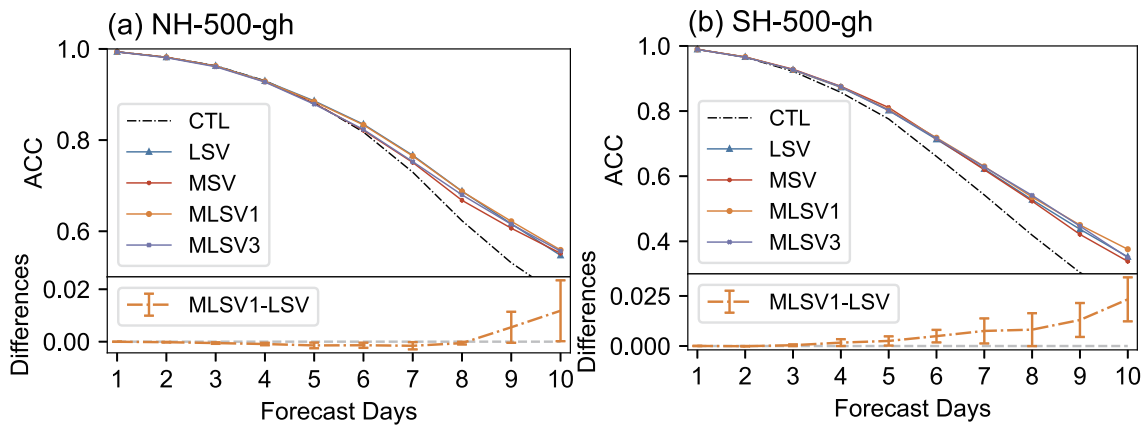 (a) NH-500-gh
1.0
0.8
0.6
ACC
CTL
LSV
MSV
MLSV1
MLSV3
0.02
0.00
Differences
MLSV1-LSV
1 2 3 4 5 6 7 8 9 10
Forecast Days
(b) SH-500-gh
1.0
0.8
0.6
0.4
ACC
CTL
LSV
MSV
MLSV1
MLSV3
0.025
0.000
Differences
MLSV1-LSV
1 2 3 4 5 6 7 8 9 10
Forecast Days